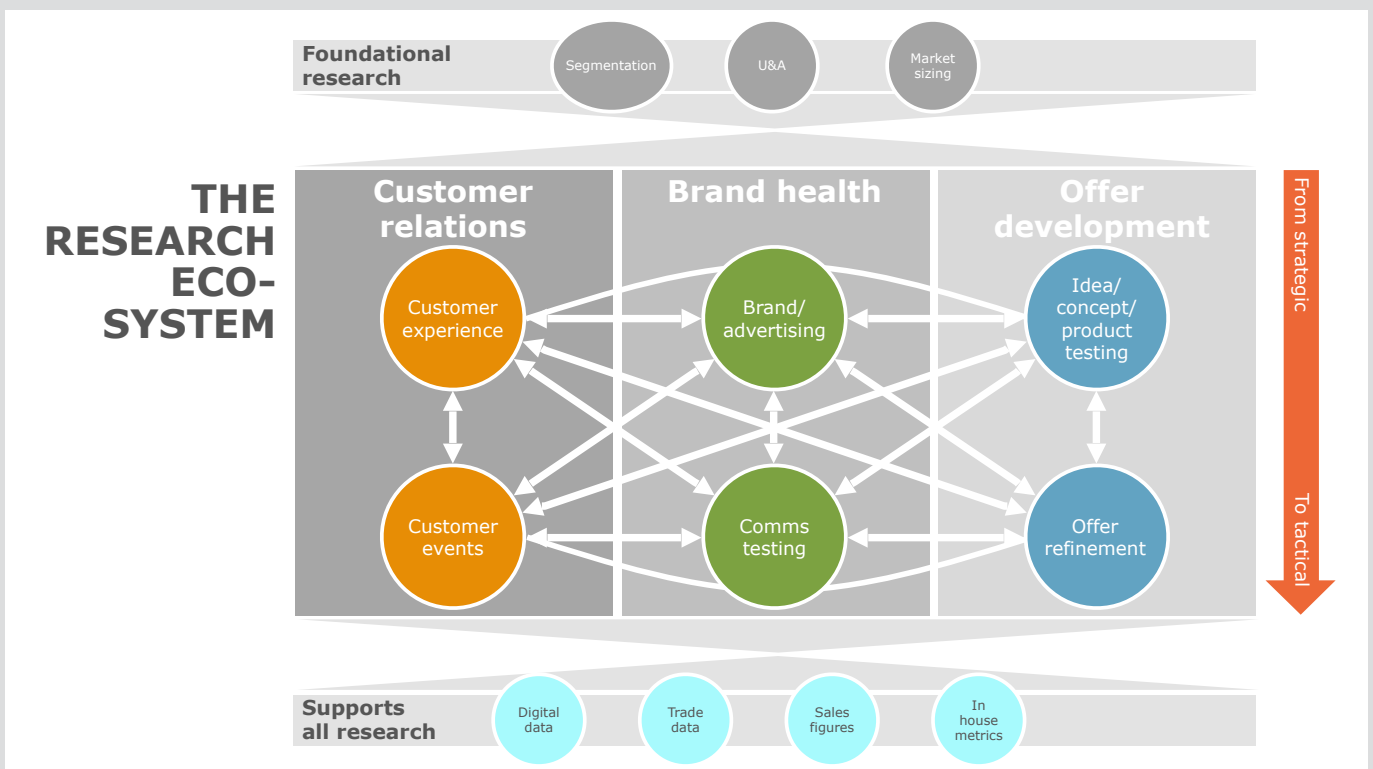 Foundational
research
Segmentation
U&A
Market
sizing
THE
RESEARCH
ECO-
SYSTEM
Customer
relations
Brand health
Offer
development
Customer
experience
Brand/
advertising
Idea/
concept/
product
testing
Customer
events
Comms
testing
Offer
refinement
From strategic
To tactical
Supports
all research
Digital
data
Trade
data
Sales
figures
In
house
metrics